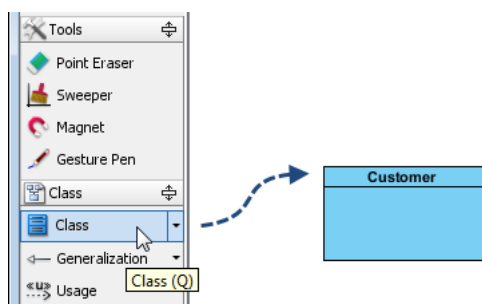 Tools
Point Eraser
Sweeper
Magnet
Gesture Pen
Class
Class
Generalization
Class (Q)
«u» Usage
Customer